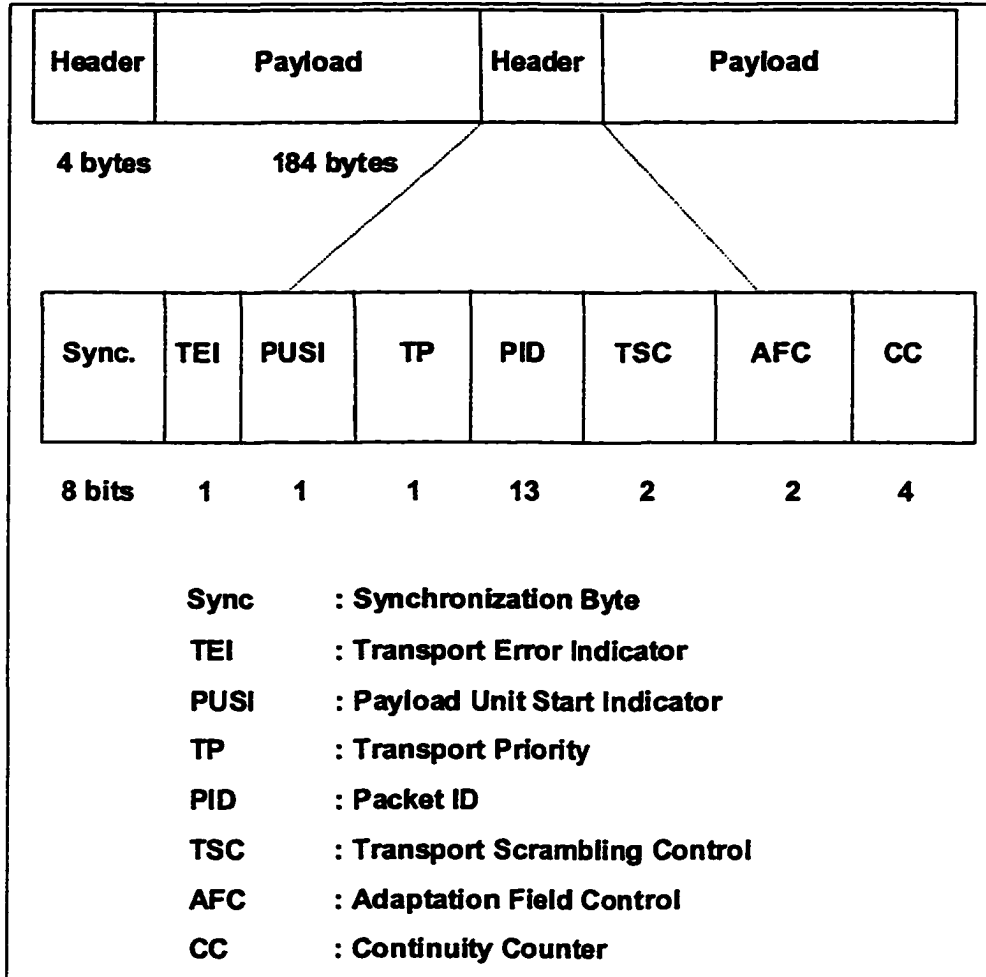 Header Payload Header Payload
4 bytes 184 bytes
Sync. TEI PUSI TP PID TSC AFC CC
8 bits 1 1 1 13 2 2 4
Sync : Synchronization Byte
TEI : Transport Error Indicator
PUSI : Payload Unit Start Indicator
TP : Transport Priority
PID : Packet ID
TSC : Transport Scrambling Control
AFC : Adaptation Field Control
CC : Continuity Counter